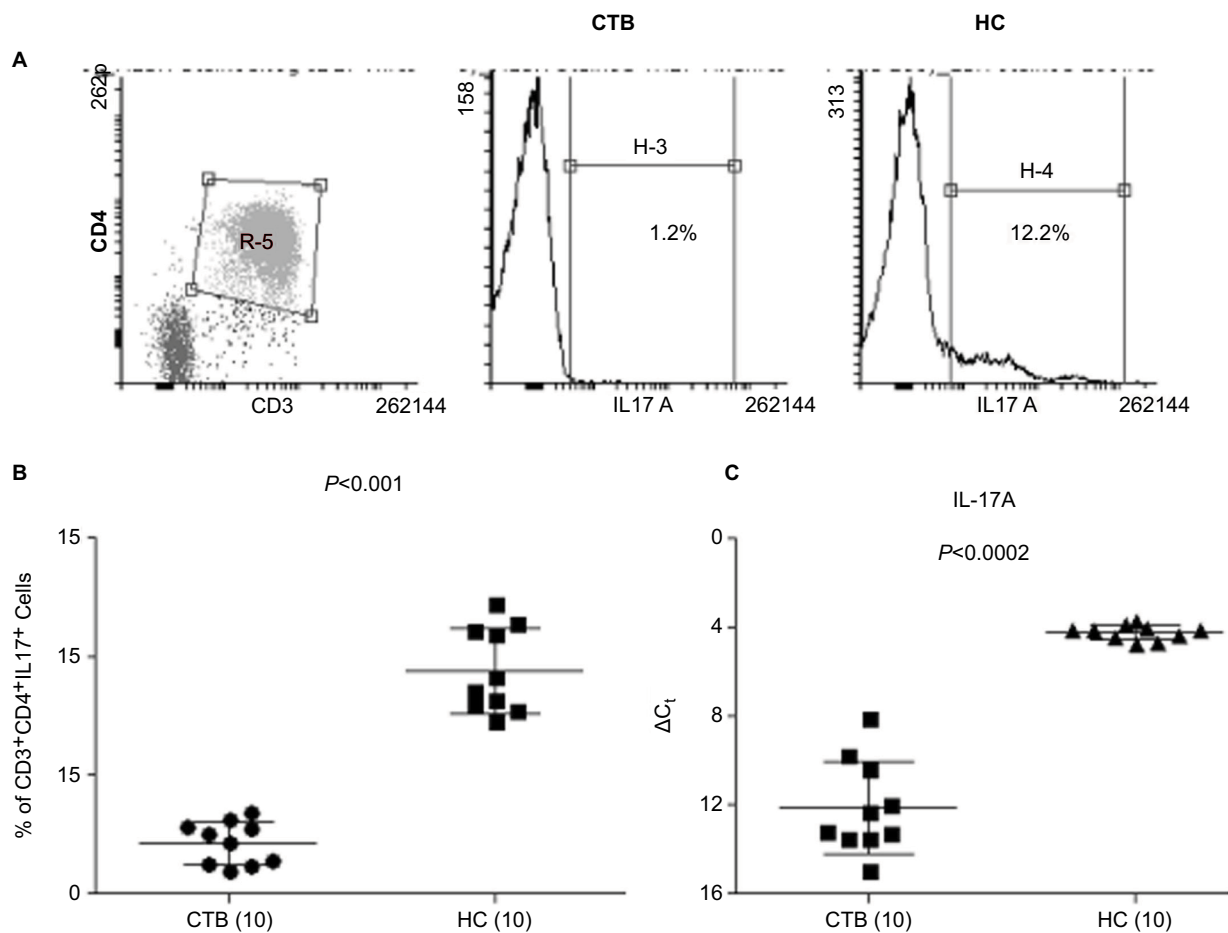 CTB
HC
A
262
CD4
R-5
CD3
262144
158
H-3
1.2%
IL17 A
262144
313
H-4
12.2%
IL17 A
262144
B
P<0.001
% of CD3⁺CD4⁺IL17⁺ Cells
15
15
15
0
CTB (10)
HC (10)
C
IL-17A
P<0.0002
ΔCₜ
0
4
8
12
16
CTB (10)
HC (10)